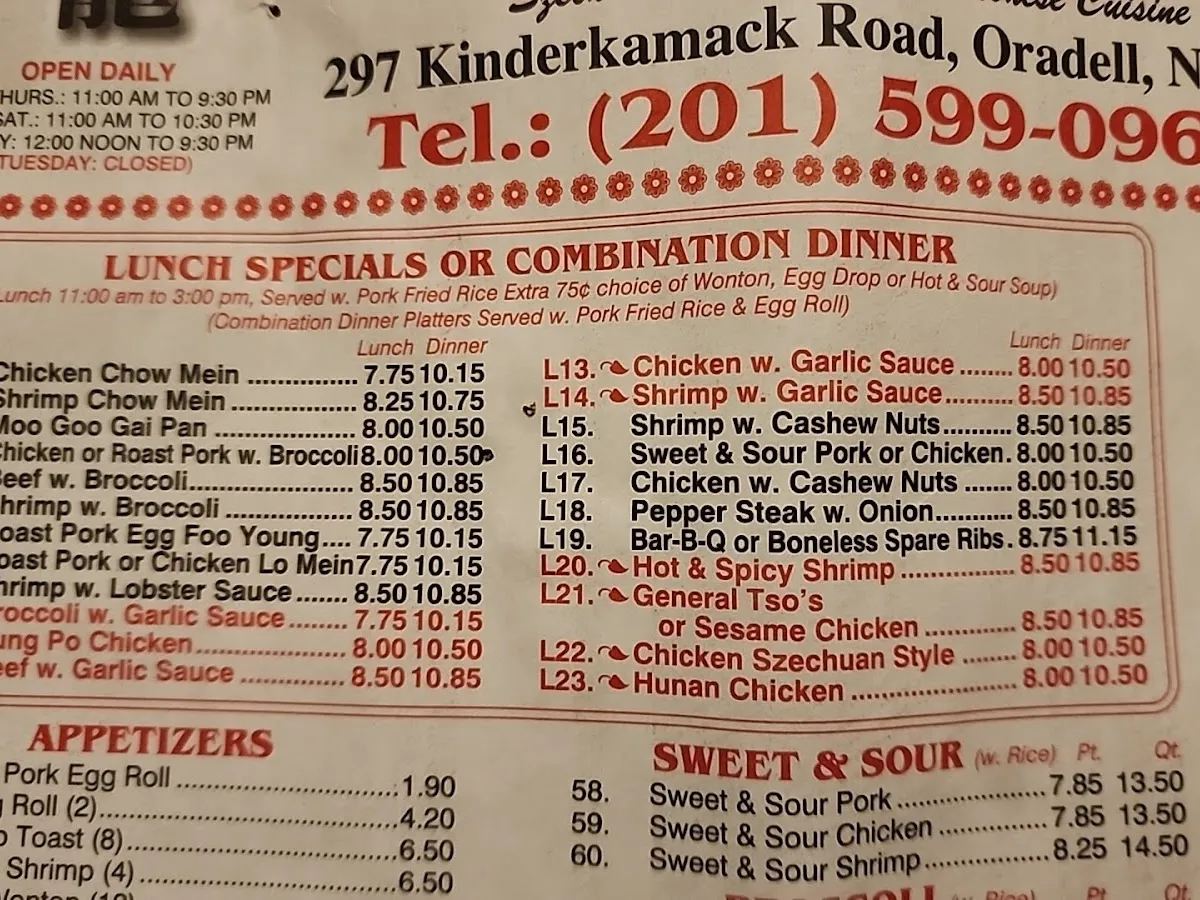 龍
Cuisine
297 Kinderkamack Road, Oradell, N
Tel.: (201) 599-096
OPEN DAILY
HURS.: 11:00 AM TO 9:30 PM
SAT.: 11:00 AM TO 10:30 PM
Y: 12:00 NOON TO 9:30 PM
TUESDAY: CLOSED)
LUNCH SPECIALS OR COMBINATION DINNER
Lunch 11:00 am to 3:00 pm, Served w. Pork Fried Rice Extra 75¢ choice of Wonton, Egg Drop or Hot & Sour Soup)
(Combination Dinner Platters Served w. Pork Fried Rice & Egg Roll)
Lunch Dinner
Chicken Chow Mein ............... 7.75 10.15
Shrimp Chow Mein ................. 8.25 10.75
Moo Goo Gai Pan ................... 8.00 10.50
Chicken or Roast Pork w. Broccoli 8.00 10.50
Beef w. Broccoli...................... 8.50 10.85
hrimp w. Broccoli .................. 8.50 10.85
oast Pork Egg Foo Young.... 7.75 10.15
oast Pork or Chicken Lo Mein 7.75 10.15
hrimp w. Lobster Sauce ....... 8.50 10.85
roccoli w. Garlic Sauce ........ 7.75 10.15
ung Po Chicken..................... 8.00 10.50
eef w. Garlic Sauce .............. 8.50 10.85
Lunch Dinner
L13. Chicken w. Garlic Sauce ........ 8.00 10.50
L14. Shrimp w. Garlic Sauce......... 8.50 10.85
L15. Shrimp w. Cashew Nuts.......... 8.50 10.85
L16. Sweet & Sour Pork or Chicken. 8.00 10.50
L17. Chicken w. Cashew Nuts ....... 8.00 10.50
L18. Pepper Steak w. Onion........... 8.50 10.85
L19. Bar-B-Q or Boneless Spare Ribs. 8.75 11.15
L20. Hot & Spicy Shrimp ............... 8.50 10.85
L21. General Tso's
or Sesame Chicken ............ 8.50 10.85
L22. Chicken Szechuan Style ........ 8.00 10.50
L23. Hunan Chicken ...................... 8.00 10.50
APPETIZERS
Pork Egg Roll ............................ 1.90
Roll (2)..................................... 4.20
Toast (8).................................. 6.50
Shrimp (4) ................................ 6.50
SWEET & SOUR (w. Rice) Pt. Qt.
58. Sweet & Sour Pork .................... 7.85 13.50
59. Sweet & Sour Chicken .............. 7.85 13.50
60. Sweet & Sour Shrimp................. 8.25 14.50
Pt. Qt.